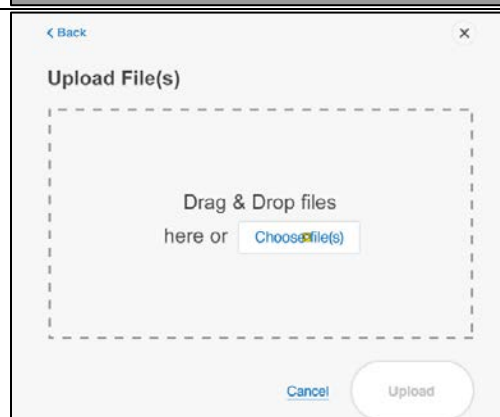 < Back
Upload File(s)
Drag & Drop files
here or Choose file(s)
Cancel Upload